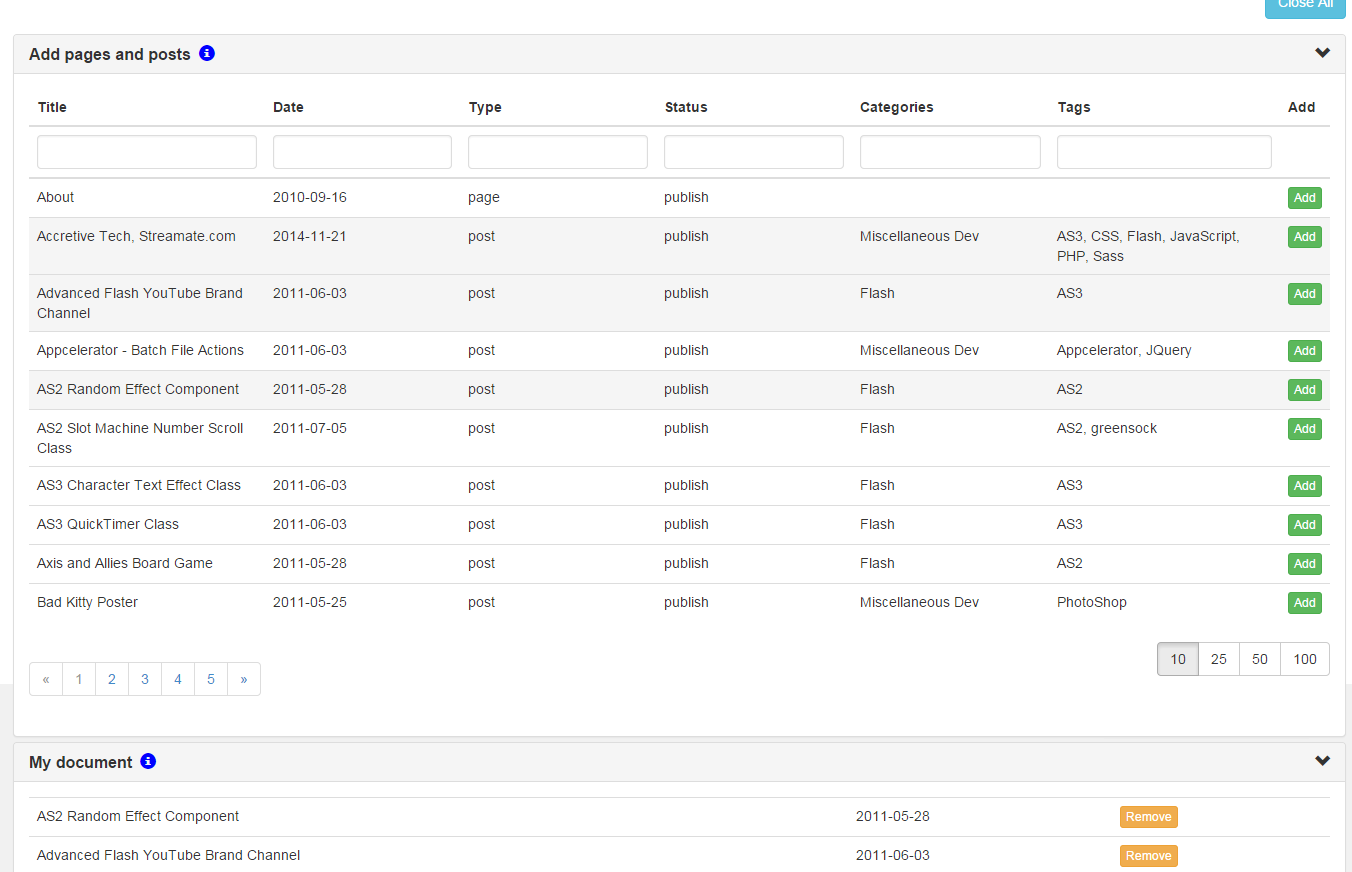 Close All
Add pages and posts
Title Date Type Status Categories Tags Add
About 2010-09-16 page publish Add
Accretive Tech, Streamate.com 2014-11-21 post publish Miscellaneous Dev AS3, CSS, Flash, JavaScript, Add
PHP, Sass
Advanced Flash YouTube Brand 2011-06-03 post publish Flash AS3 Add
Channel
Appcelerator - Batch File Actions 2011-06-03 post publish Miscellaneous Dev Appcelerator, JQuery Add
AS2 Random Effect Component 2011-05-28 post publish Flash AS2 Add
AS2 Slot Machine Number Scroll 2011-07-05 post publish Flash AS2, greensock Add
Class
AS3 Character Text Effect Class 2011-06-03 post publish Flash AS3 Add
AS3 QuickTimer Class 2011-06-03 post publish Flash AS3 Add
Axis and Allies Board Game 2011-05-28 post publish Flash AS2 Add
Bad Kitty Poster 2011-05-25 post publish Miscellaneous Dev PhotoShop Add
10 25 50 100
« 1 2 3 4 5 »
My document
AS2 Random Effect Component 2011-05-28 Remove
Advanced Flash YouTube Brand Channel 2011-06-03 Remove